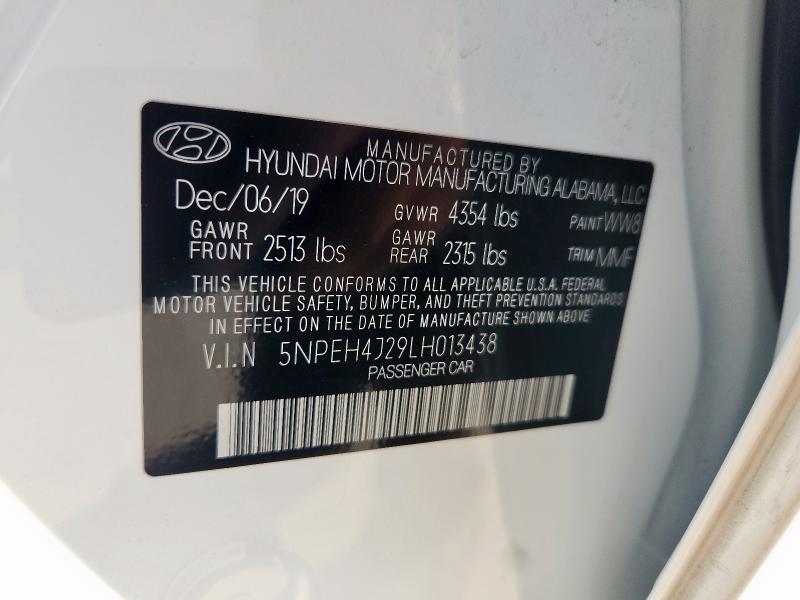 MANUFACTURED BY
HYUNDAI MOTOR MANUFACTURING ALABAMA, LLC
Dec/06/19 GVWR 4354 lbs PAINT WW8
GAWR FRONT 2513 lbs GAWR REAR 2315 lbs TRIM MMF
THIS VEHICLE CONFORMS TO ALL APPLICABLE U.S.A. FEDERAL
MOTOR VEHICLE SAFETY, BUMPER, AND THEFT PREVENTION STANDARDS
IN EFFECT ON THE DATE OF MANUFACTURE SHOWN ABOVE
V.I.N 5NPEH4J29LH013438
PASSENGER CAR